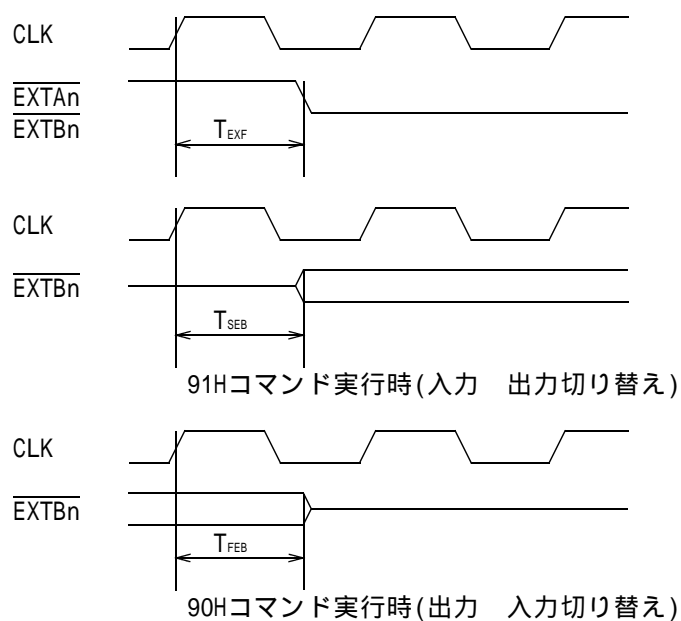 CLK
EXTAn
EXTBn
TEXF
CLK
EXTBn
TSEB
91Hコマンド実行時(入力　出力切り替え)
CLK
EXTBn
TFEB
90Hコマンド実行時(出力　入力切り替え)